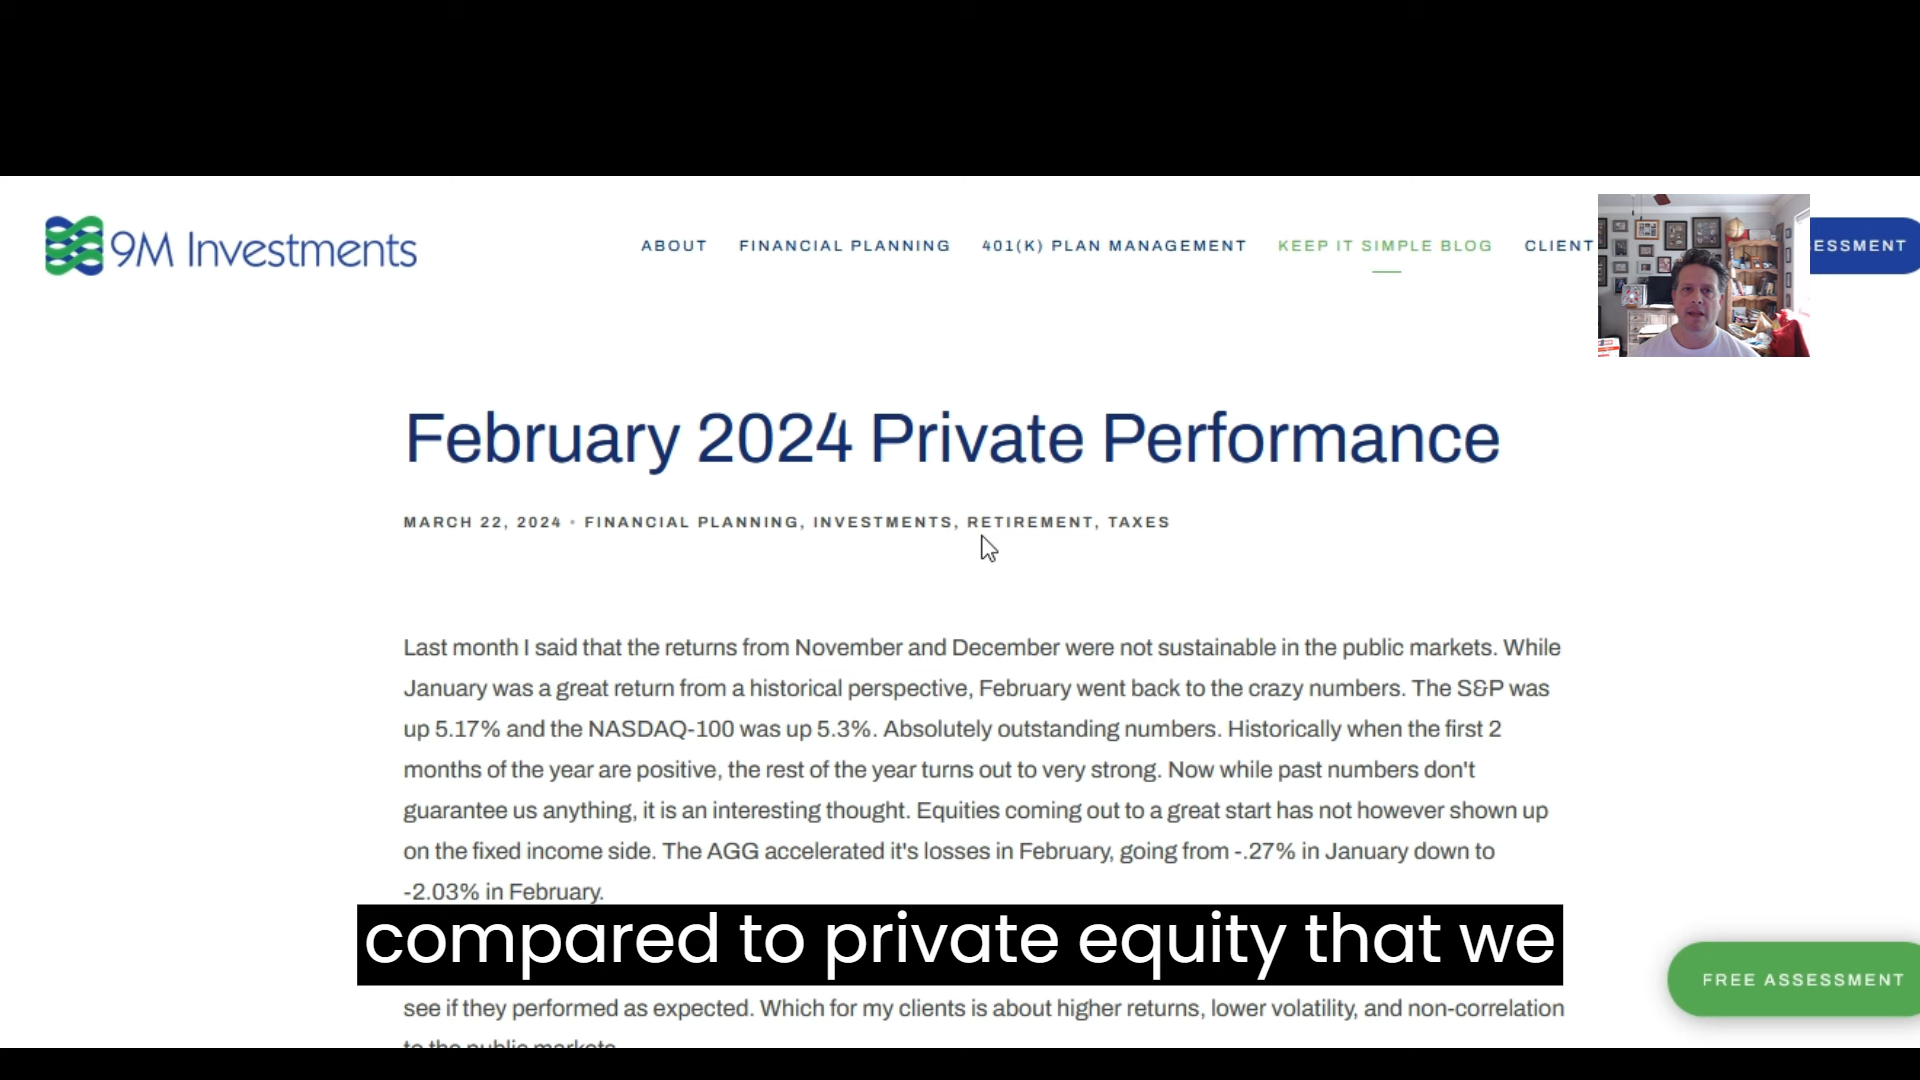 9M Investments
ABOUT FINANCIAL PLANNING 401(K) PLAN MANAGEMENT KEEP IT SIMPLE BLOG CLIENT ESSMENT
February 2024 Private Performance
MARCH 22, 2024 • FINANCIAL PLANNING, INVESTMENTS, RETIREMENT, TAXES
Last month I said that the returns from November and December were not sustainable in the public markets. While
January was a great return from a historical perspective, February went back to the crazy numbers. The S&P was
up 5.17% and the NASDAQ-100 was up 5.3%. Absolutely outstanding numbers. Historically when the first 2
months of the year are positive, the rest of the year turns out to very strong. Now while past numbers don't
guarantee us anything, it is an interesting thought. Equities coming out to a great start has not however shown up
on the fixed income side. The AGG accelerated it's losses in February, going from -.27% in January down to
-2.03% in February.
compared to private equity that we
see if they performed as expected. Which for my clients is about higher returns, lower volatility, and non-correlation
to the public markets.
FREE ASSESSMENT